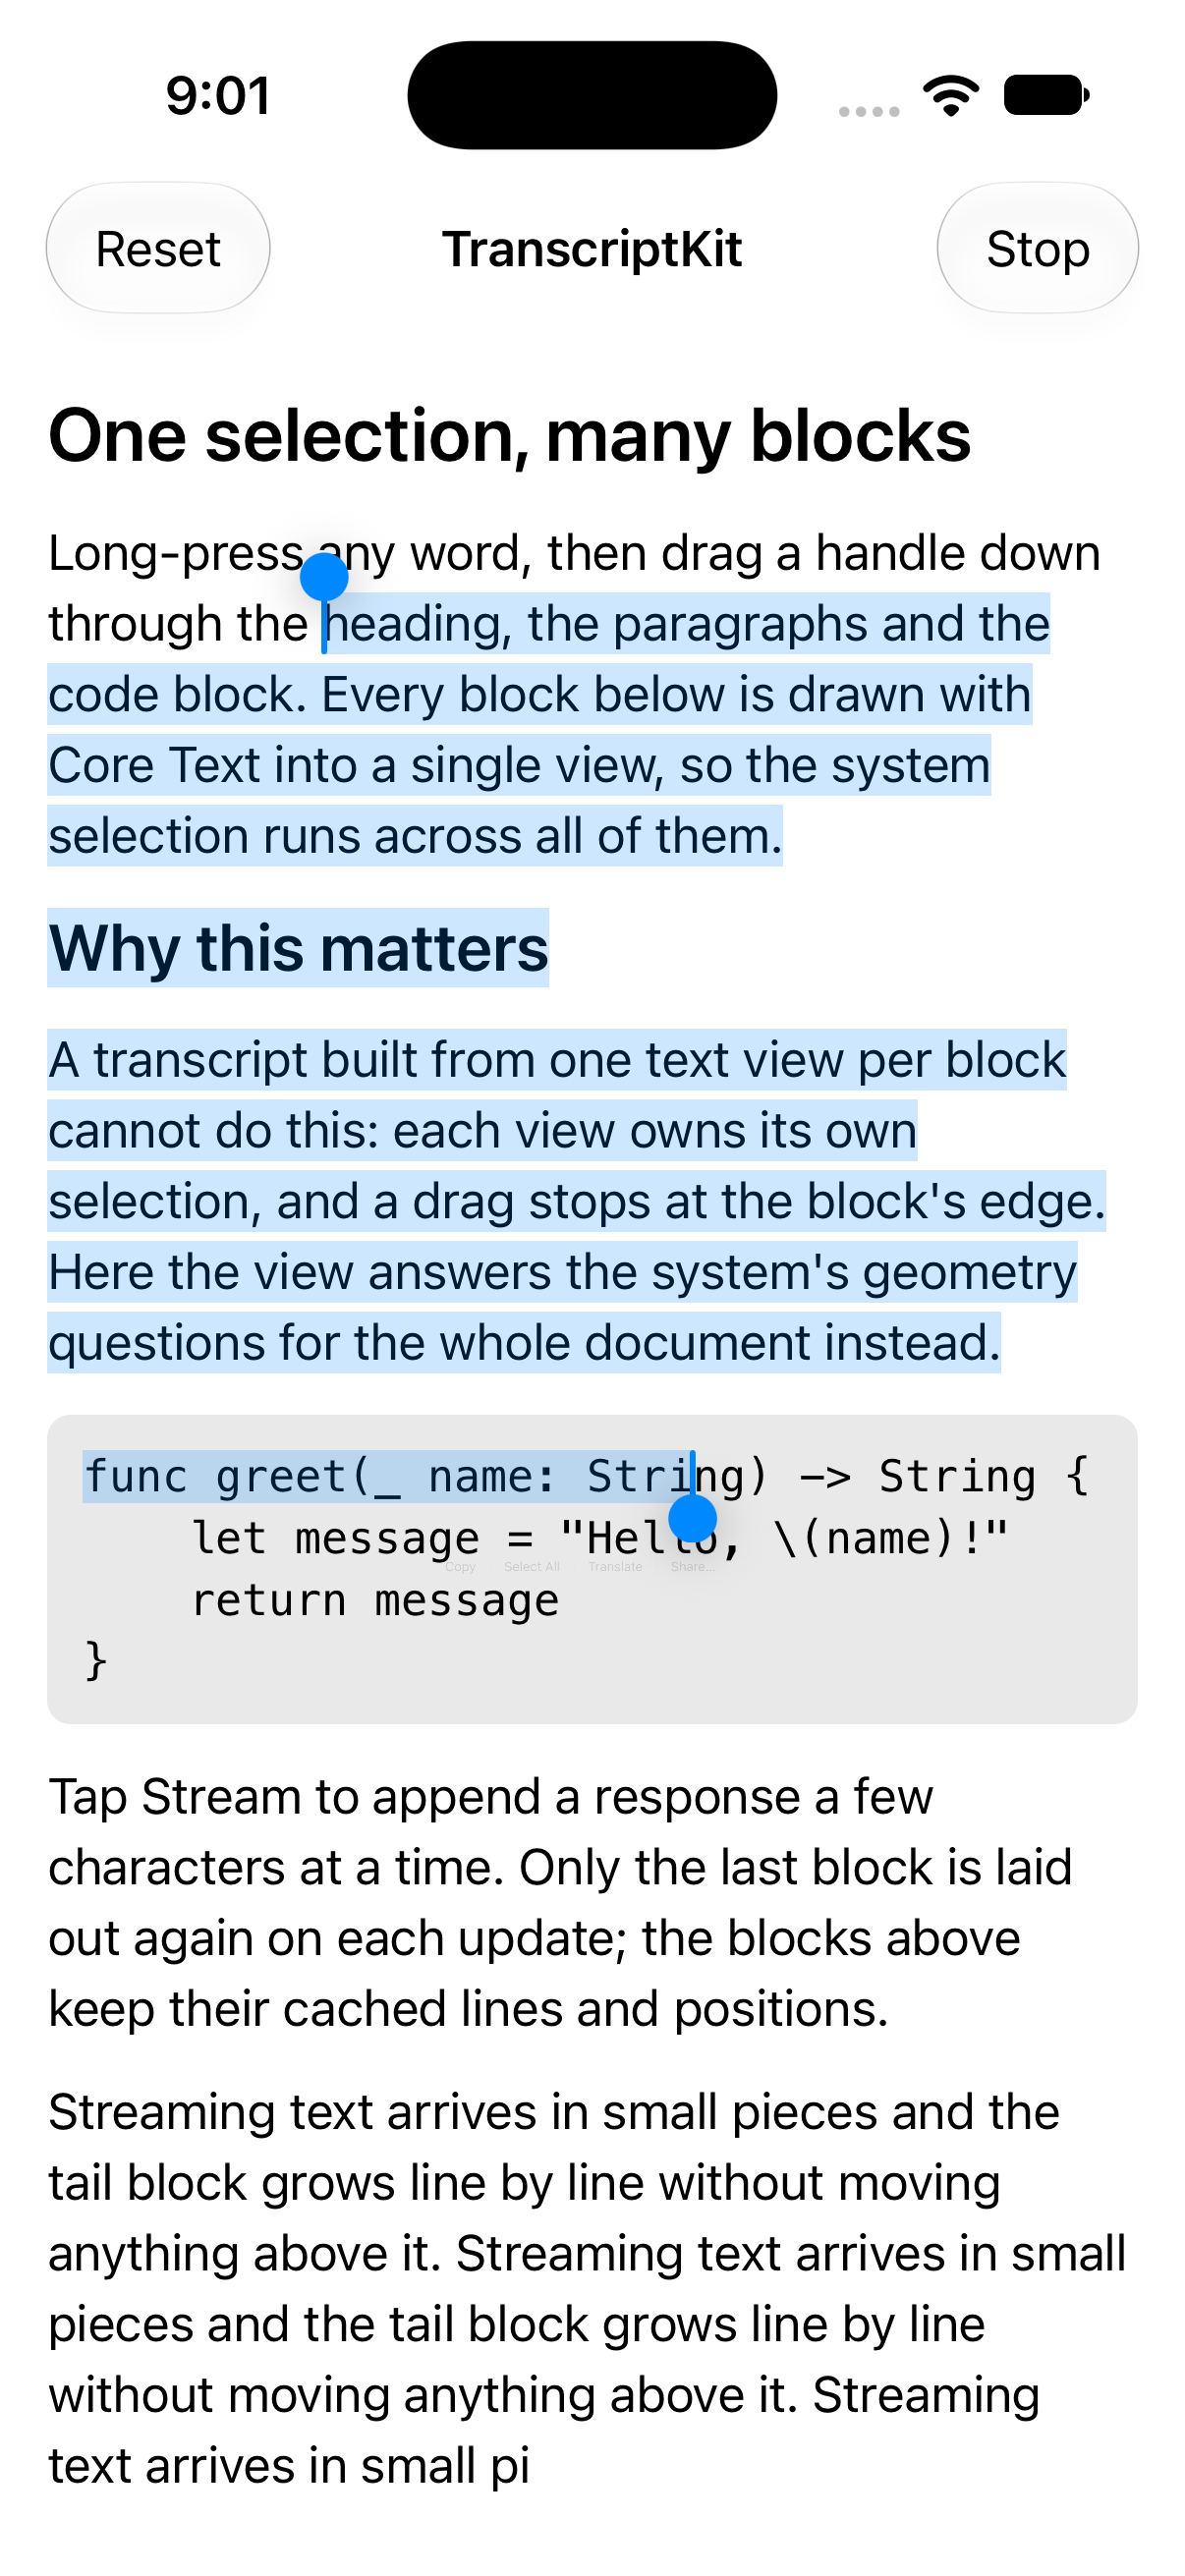 9:01
Reset
TranscriptKit
Stop
One selection, many blocks
Long-press any word, then drag a handle down
through the heading, the paragraphs and the
code block. Every block below is drawn with
Core Text into a single view, so the system
selection runs across all of them.
Why this matters
A transcript built from one text view per block
cannot do this: each view owns its own
selection, and a drag stops at the block's edge.
Here the view answers the system's geometry
questions for the whole document instead.
func greet(_ name: String) -> String {
    let message = "Hello, \(name)!"
Copy Select All Translate Share...
    return message
}
Tap Stream to append a response a few
characters at a time. Only the last block is laid
out again on each update; the blocks above
keep their cached lines and positions.
Streaming text arrives in small pieces and the
tail block grows line by line without moving
anything above it. Streaming text arrives in small
pieces and the tail block grows line by line
without moving anything above it. Streaming
text arrives in small pi